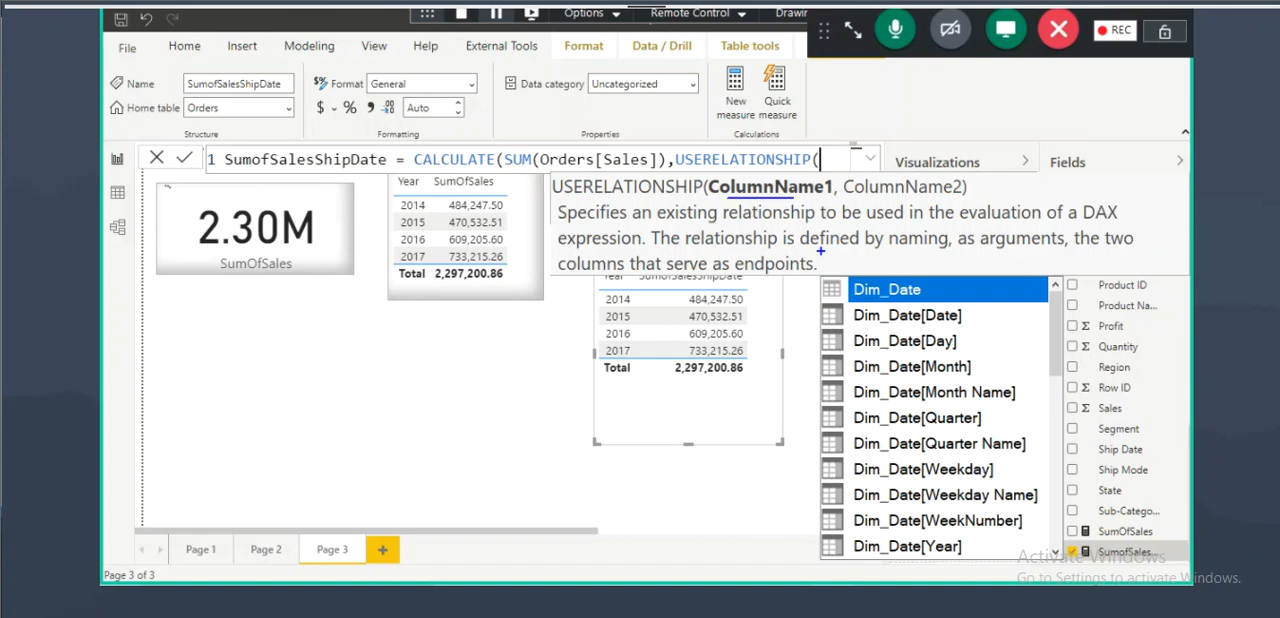 Options
Remote Control
REC
File
Home
Insert
Modeling
View
Help
External Tools
Format
Data / Drill
Table tools
Name
SumofSalesShipDate
Home table
Orders
Structure
$% Format
General
$ % 9 .00
Auto
Formatting
Data category
Uncategorized
Properties
New measure
Quick measure
Calculations
1 SumofSalesShipDate = CALCULATE(SUM(Orders[Sales]),USERELATIONSHIP(
Visualizations
Fields
USERELATIONSHIP(ColumnName1, ColumnName2)
Specifies an existing relationship to be used in the evaluation of a DAX
expression. The relationship is defined by naming, as arguments, the two
columns that serve as endpoints.
2.30M
SumOfSales
Year SumOfSales
2014 484,247.50
2015 470,532.51
2016 609,205.60
2017 733,215.26
Total 2,297,200.86
Year SumofSalesShipDate
2014 484,247.50
2015 470,532.51
2016 609,205.60
2017 733,215.26
Total 2,297,200.86
Dim_Date
Dim_Date[Date]
Dim_Date[Day]
Dim_Date[Month]
Dim_Date[Month Name]
Dim_Date[Quarter]
Dim_Date[Quarter Name]
Dim_Date[Weekday]
Dim_Date[Weekday Name]
Dim_Date[WeekNumber]
Dim_Date[Year]
Product ID
Product Na...
Σ Profit
Σ Quantity
Region
Σ Row ID
Σ Sales
Segment
Ship Date
Ship Mode
State
Sub-Catego...
SumOfSales
SumofSales...
Page 1
Page 2
Page 3
Page 3 of 3
Activate Windows
Go to Settings to activate Windows.